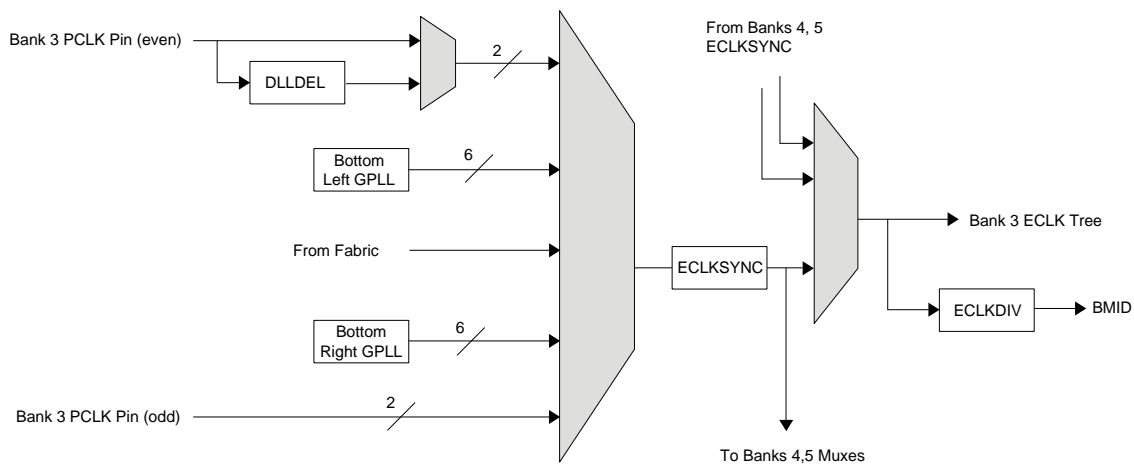 From Banks 4, 5
ECLKSYNC
Bank 3 PCLK Pin (even)
2
DLLDEL
Bottom
Left GPLL
6
From Fabric
Bank 3 ECLK Tree
ECLKSYNC
ECLKDIV
BMID
Bottom
Right GPLL
6
Bank 3 PCLK Pin (odd)
2
To Banks 4,5 Muxes